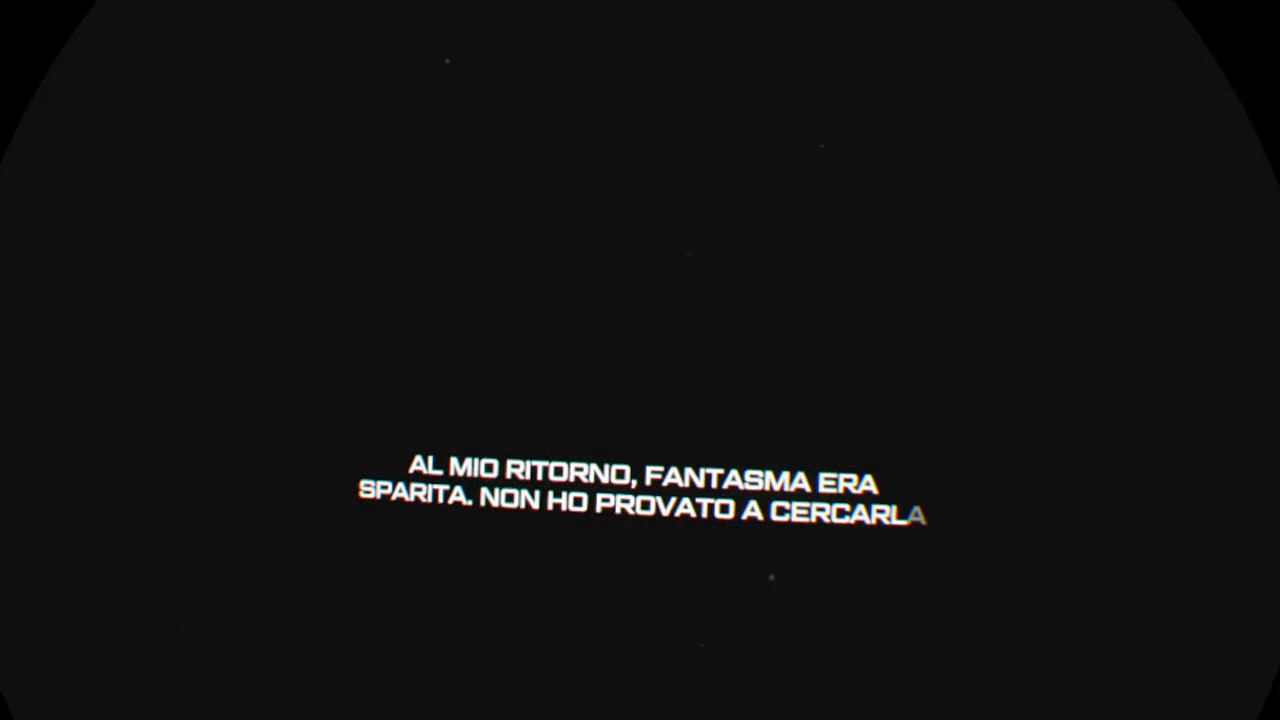 AL MIO RITORNO, FANTASMA ERA
SPARITA. NON HO PROVATO A CERCARLA